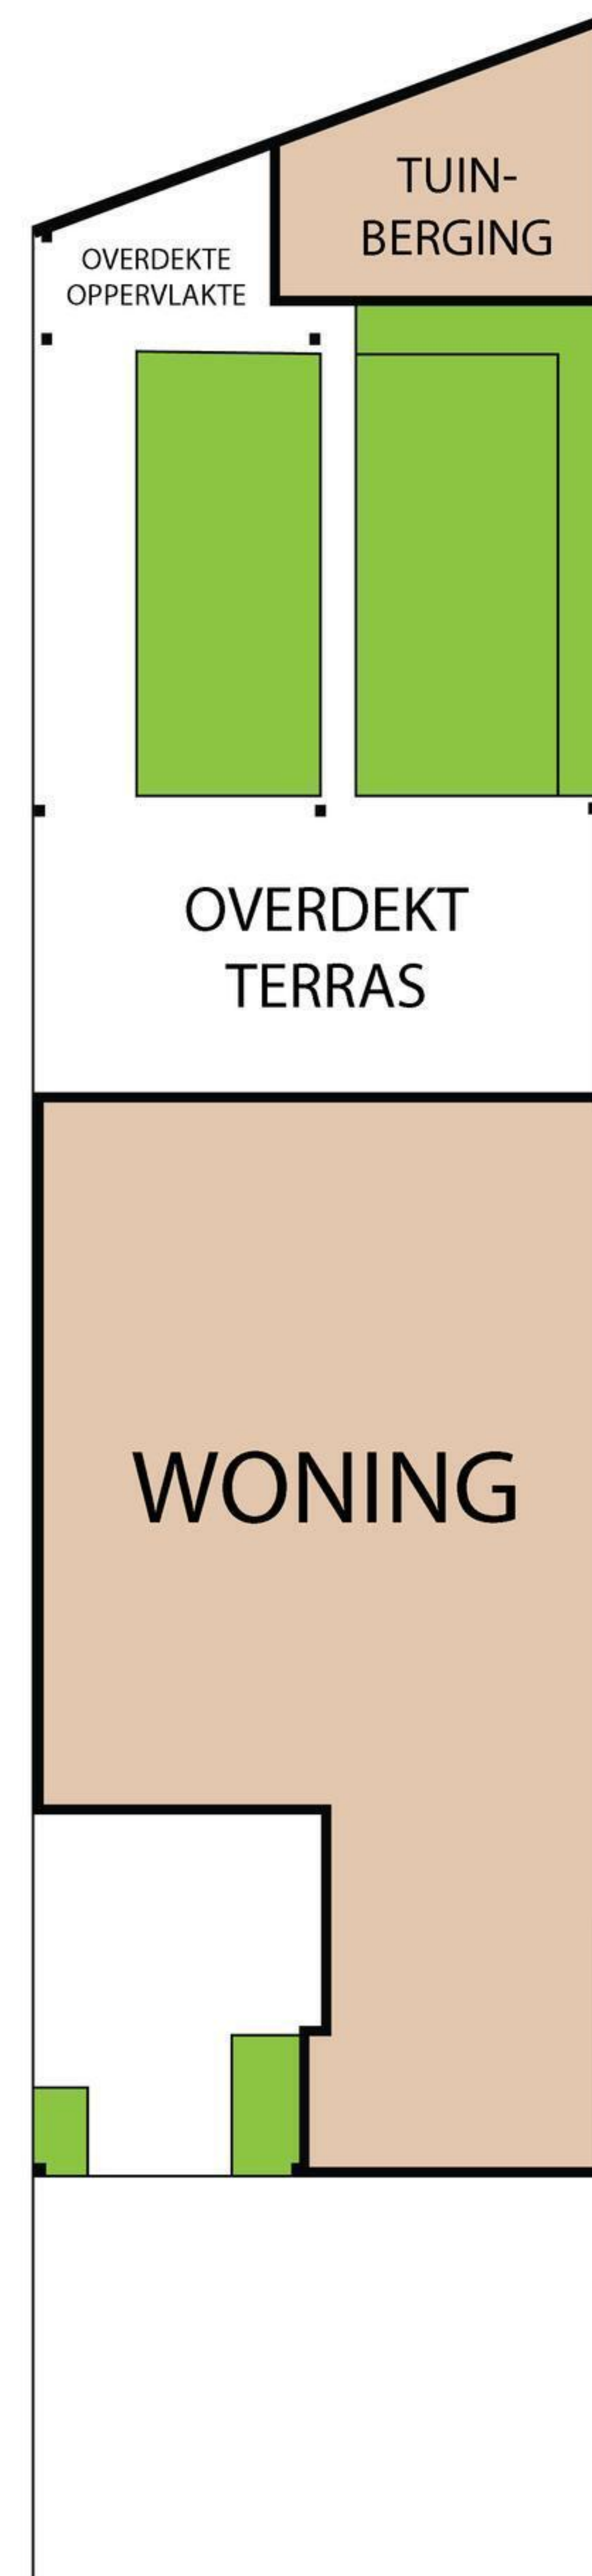 TUIN-
BERGING
OVERDEKTE
OPPERVLAKTE
OVERDEKT
TERRAS
WONING